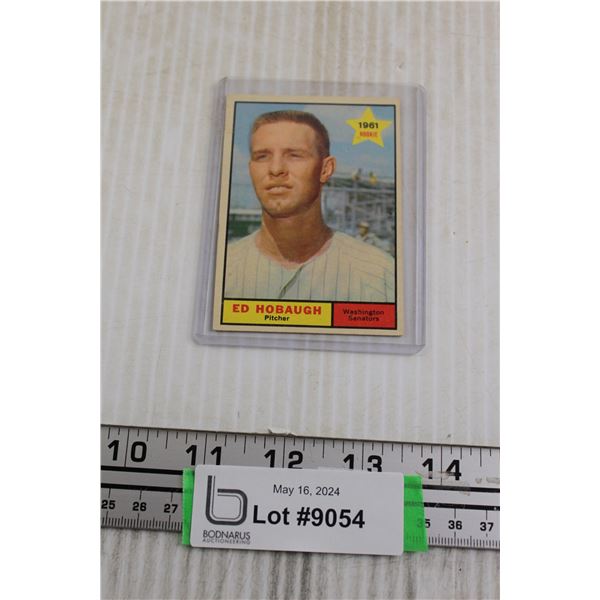 1961
ROOKIE
ED HOBAUGH
Pitcher
Washington
Senators
10 11 12 13 14
May 16, 2024
Lot #9054
BODNARUS
AUCTIONEERING
25 26 35 36 37